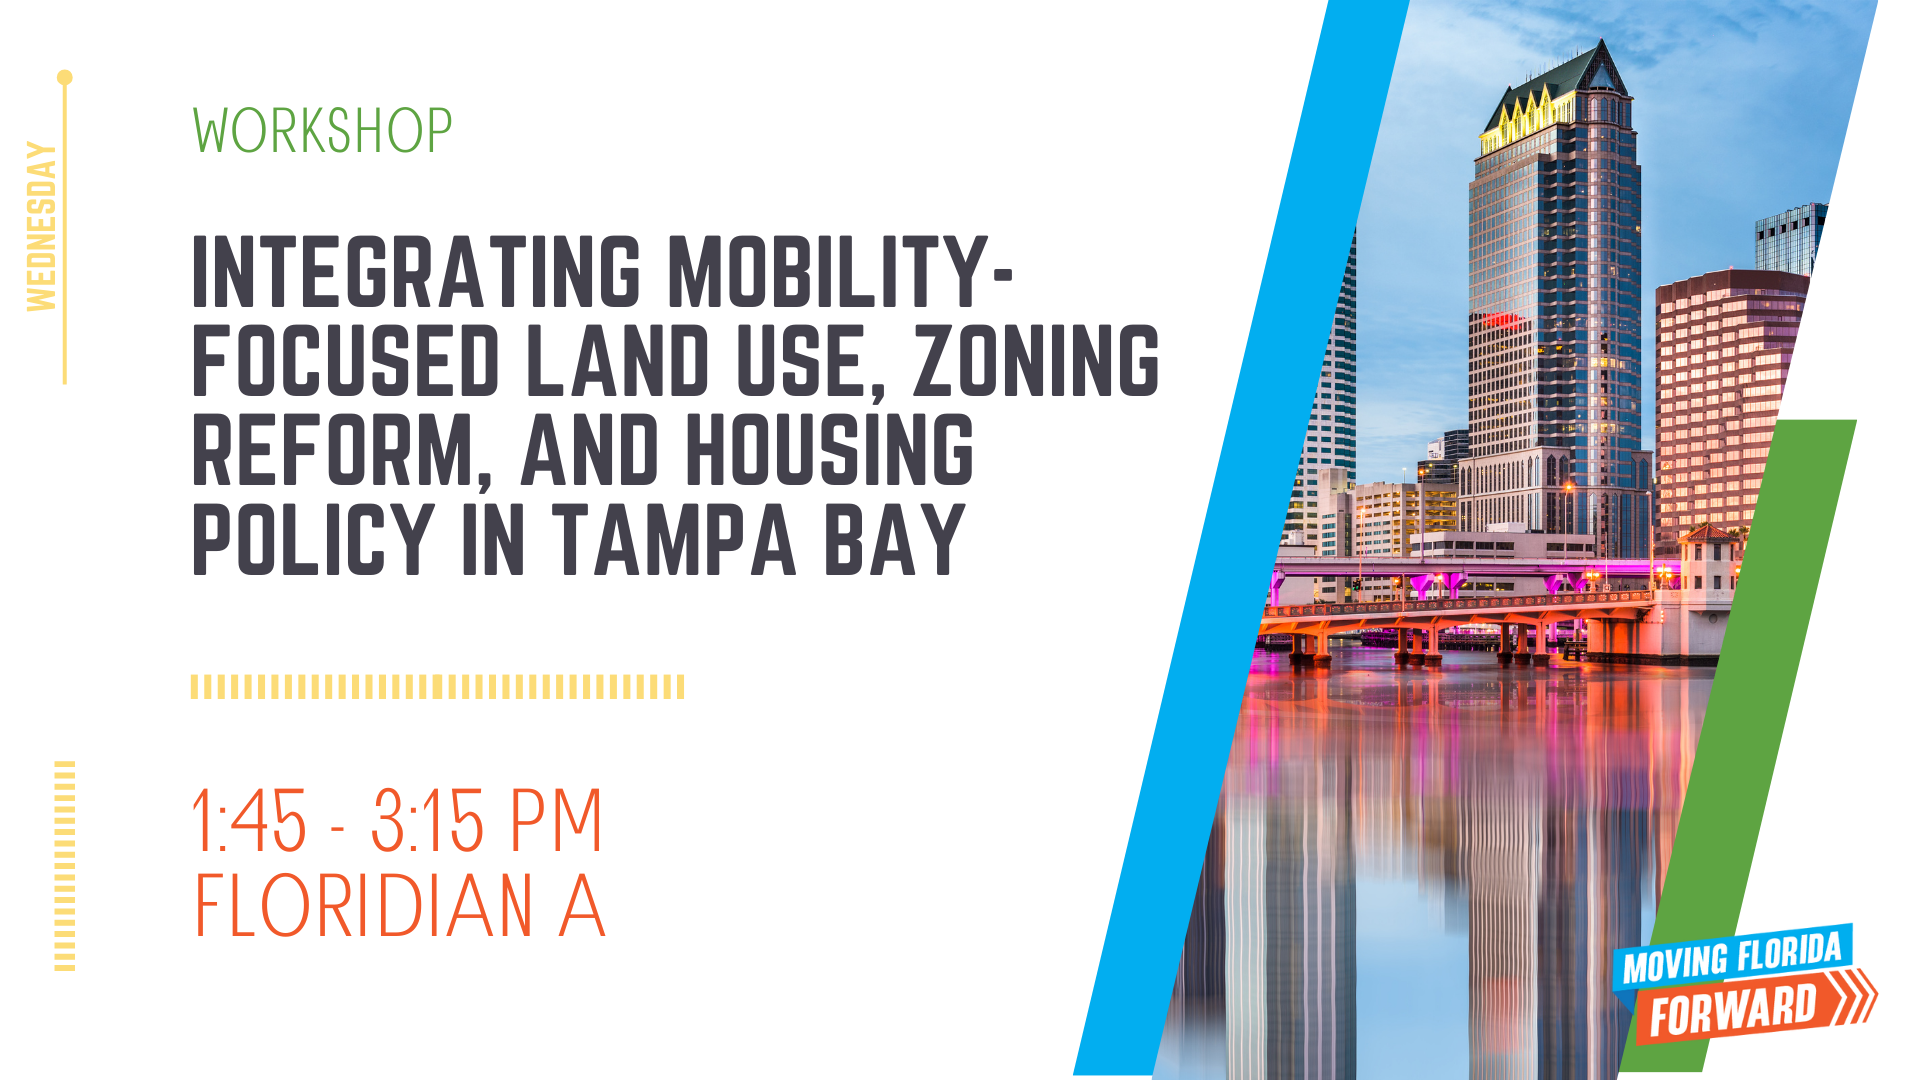 WEDNESDAY
WORKSHOP
INTEGRATING MOBILITY-
FOCUSED LAND USE, ZONING
REFORM, AND HOUSING
POLICY IN TAMPA BAY
1:45 - 3:15 PM
FLORIDIAN A
MOVING FLORIDA
FORWARD